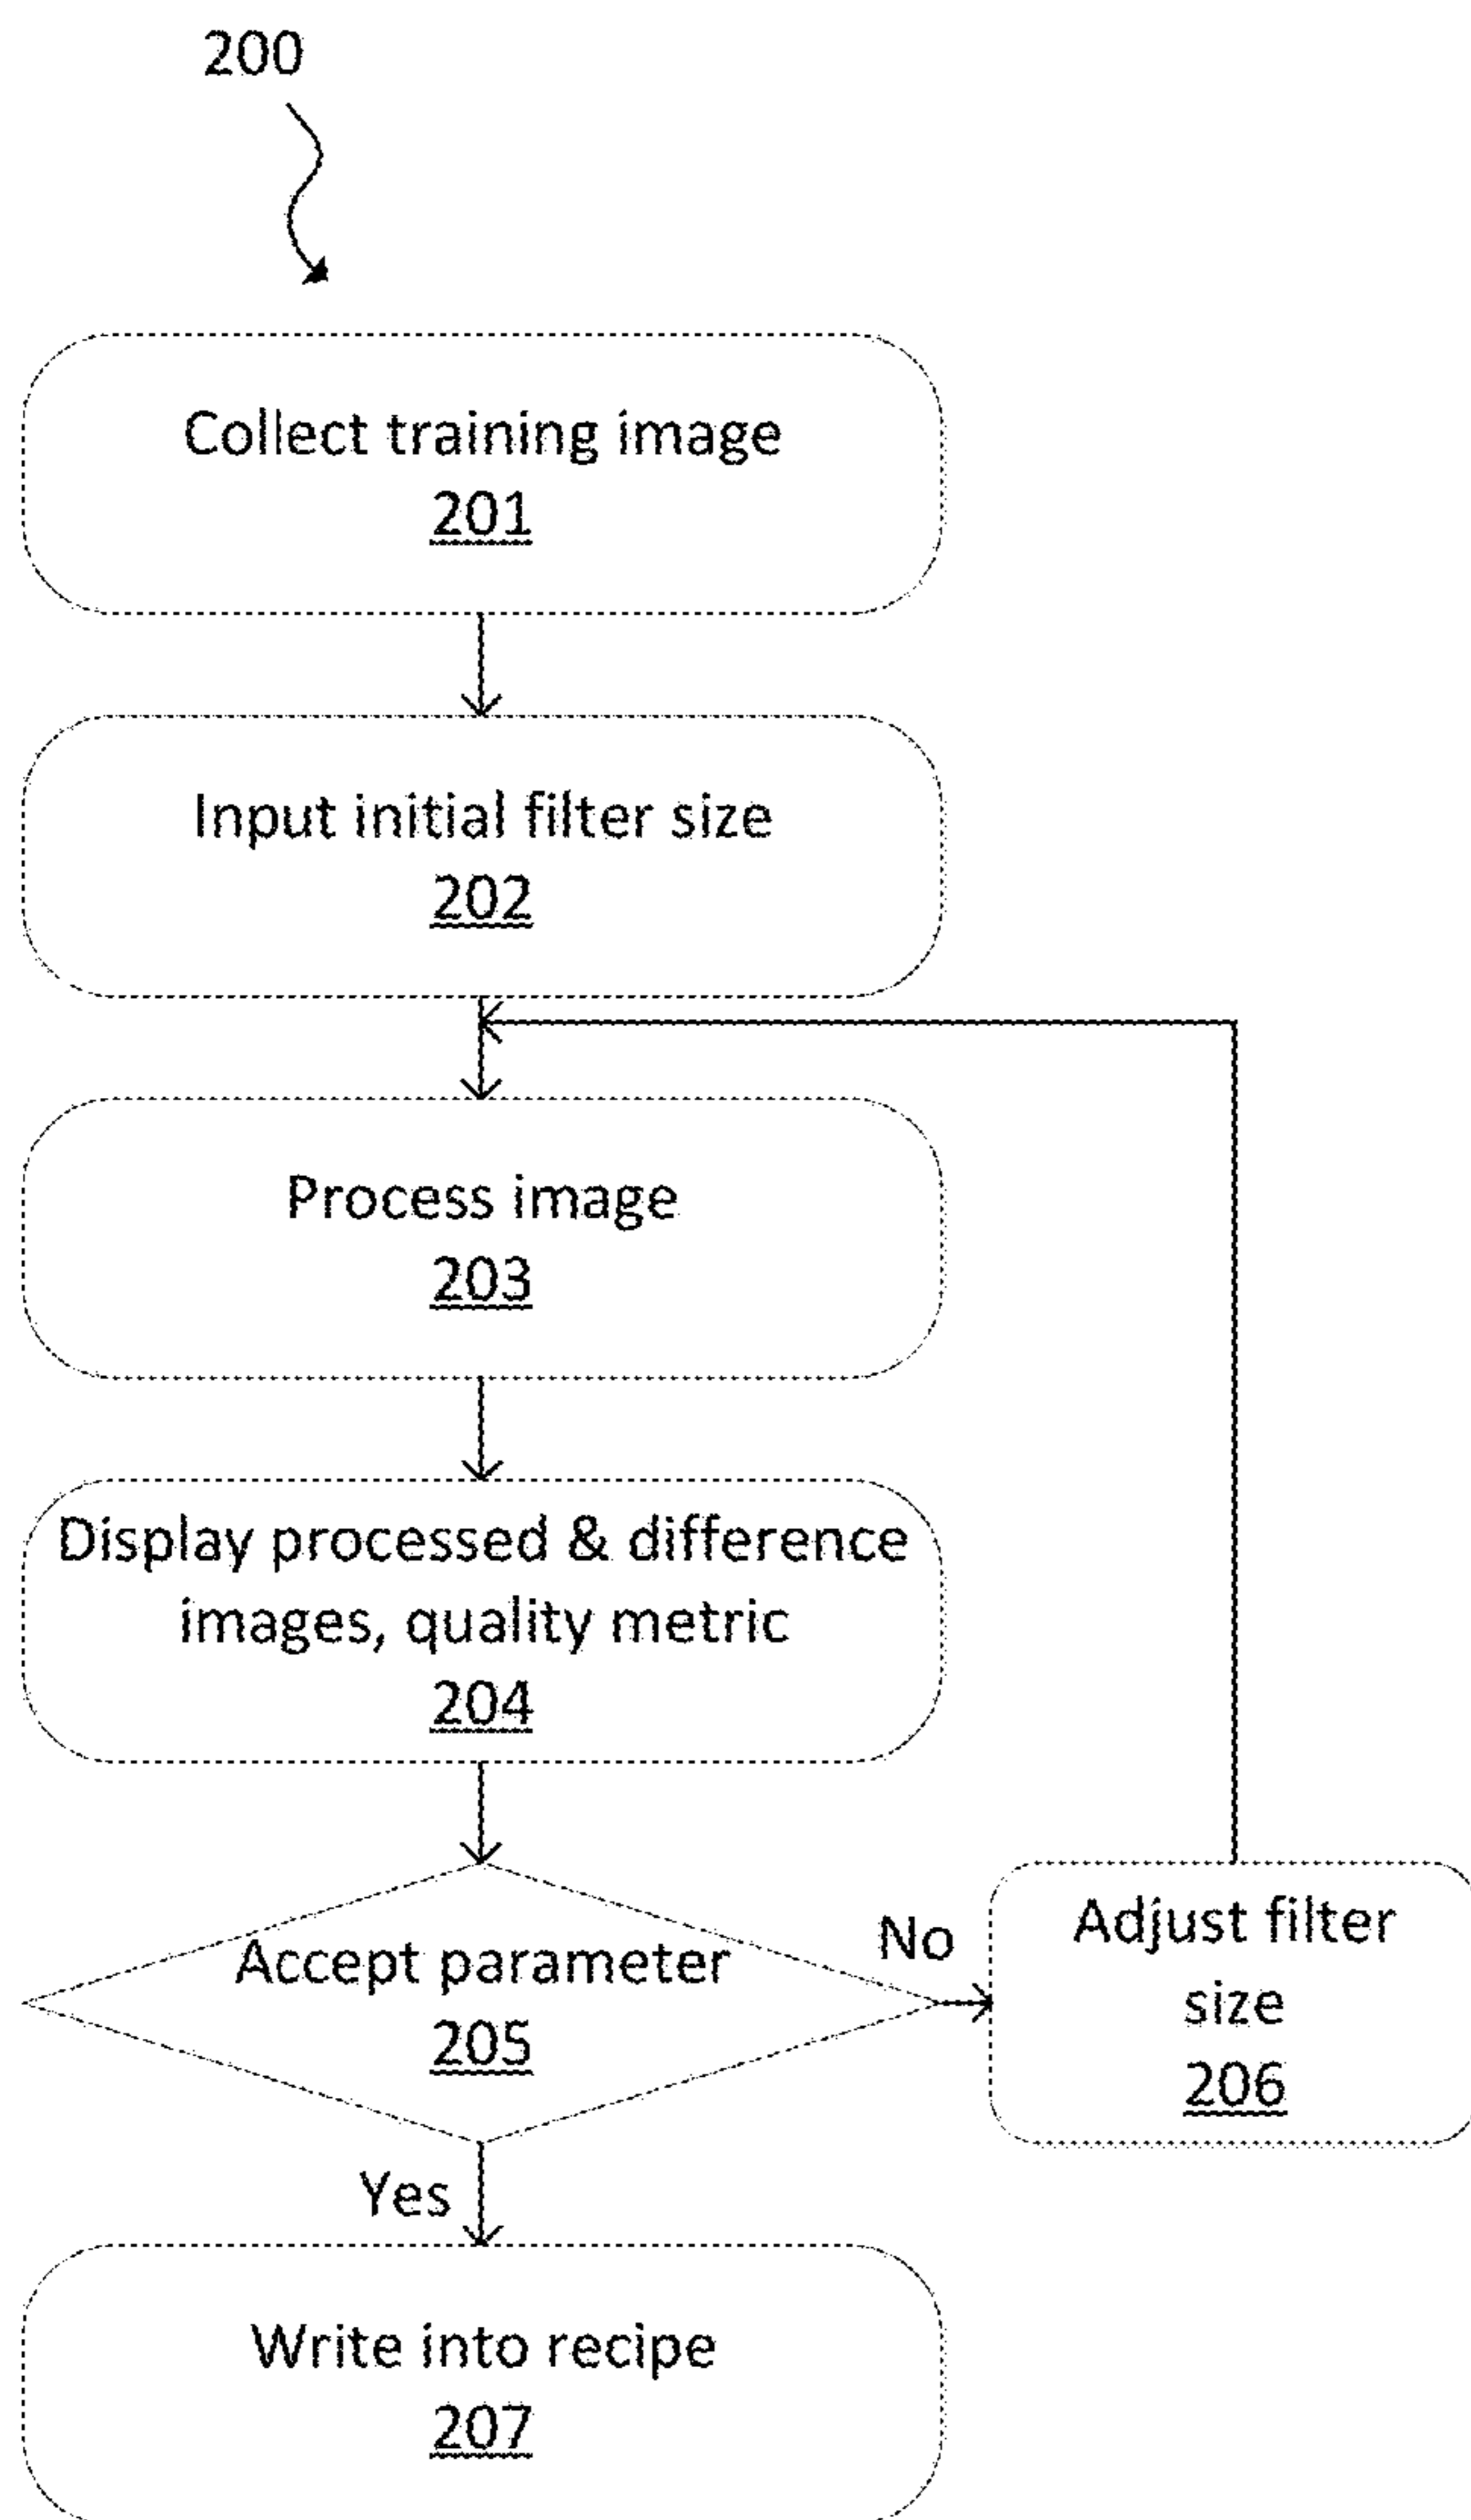 200
Collect training image
201
Input initial filter size
202
Process image
203
Display processed & difference
images, quality metric
204
Accept parameter
205
No
Adjust filter
size
206
Yes
Write into recipe
207